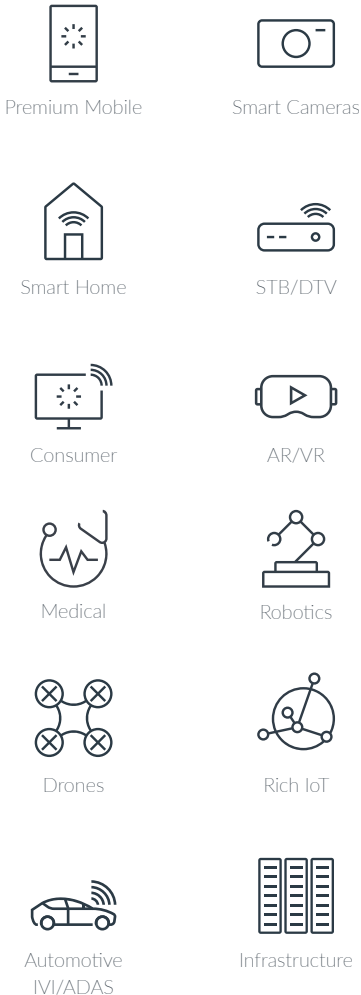 Premium Mobile
Smart Cameras
Smart Home
STB/DTV
Consumer
AR/VR
Medical
Robotics
Drones
Rich IoT
Automotive
IVI/ADAS
Infrastructure